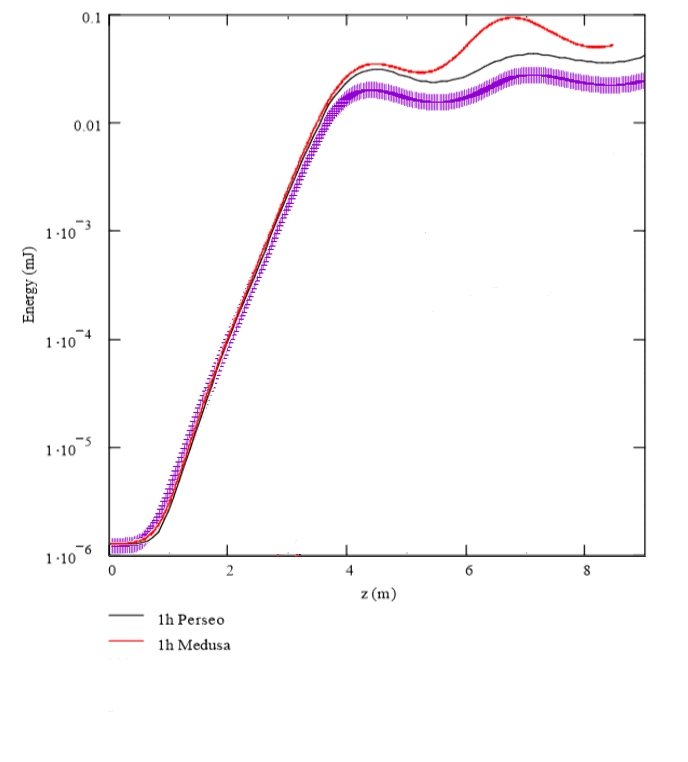 0.1
0.01
1·10⁻³
1·10⁻⁴
1·10⁻⁵
1·10⁻⁶
Energy (mJ)
0 2 4 6 8
z (m)
1h Perseo
1h Medusa